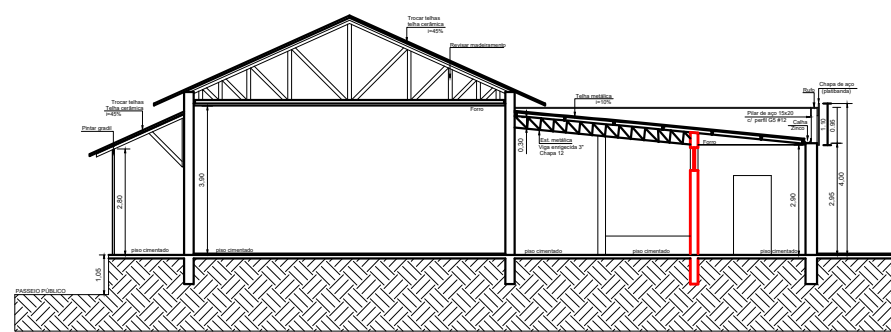 Trocar telhas
telha cerâmica
i=45%
Revisar madeiramento
Trocar telhas
Telha cerâmica
i=45%
Pintar gradil
Forro
Telha metálica
i=10%
Rufo
Chapa de aço
(platibanda)
Pilar de aço 15x20
c/ perfil G5 #12
Calha
Zinco
1,10
0,95
Est. metálica
Viga enrigecida 3"
Chapa 12
0,30
Forro
2,80
3,90
2,90
2,95
4,00
piso cimentado
piso cimentado
piso cimentado
piso cimentado
piso cimentado
1,05
PASSEIO PÚBLICO